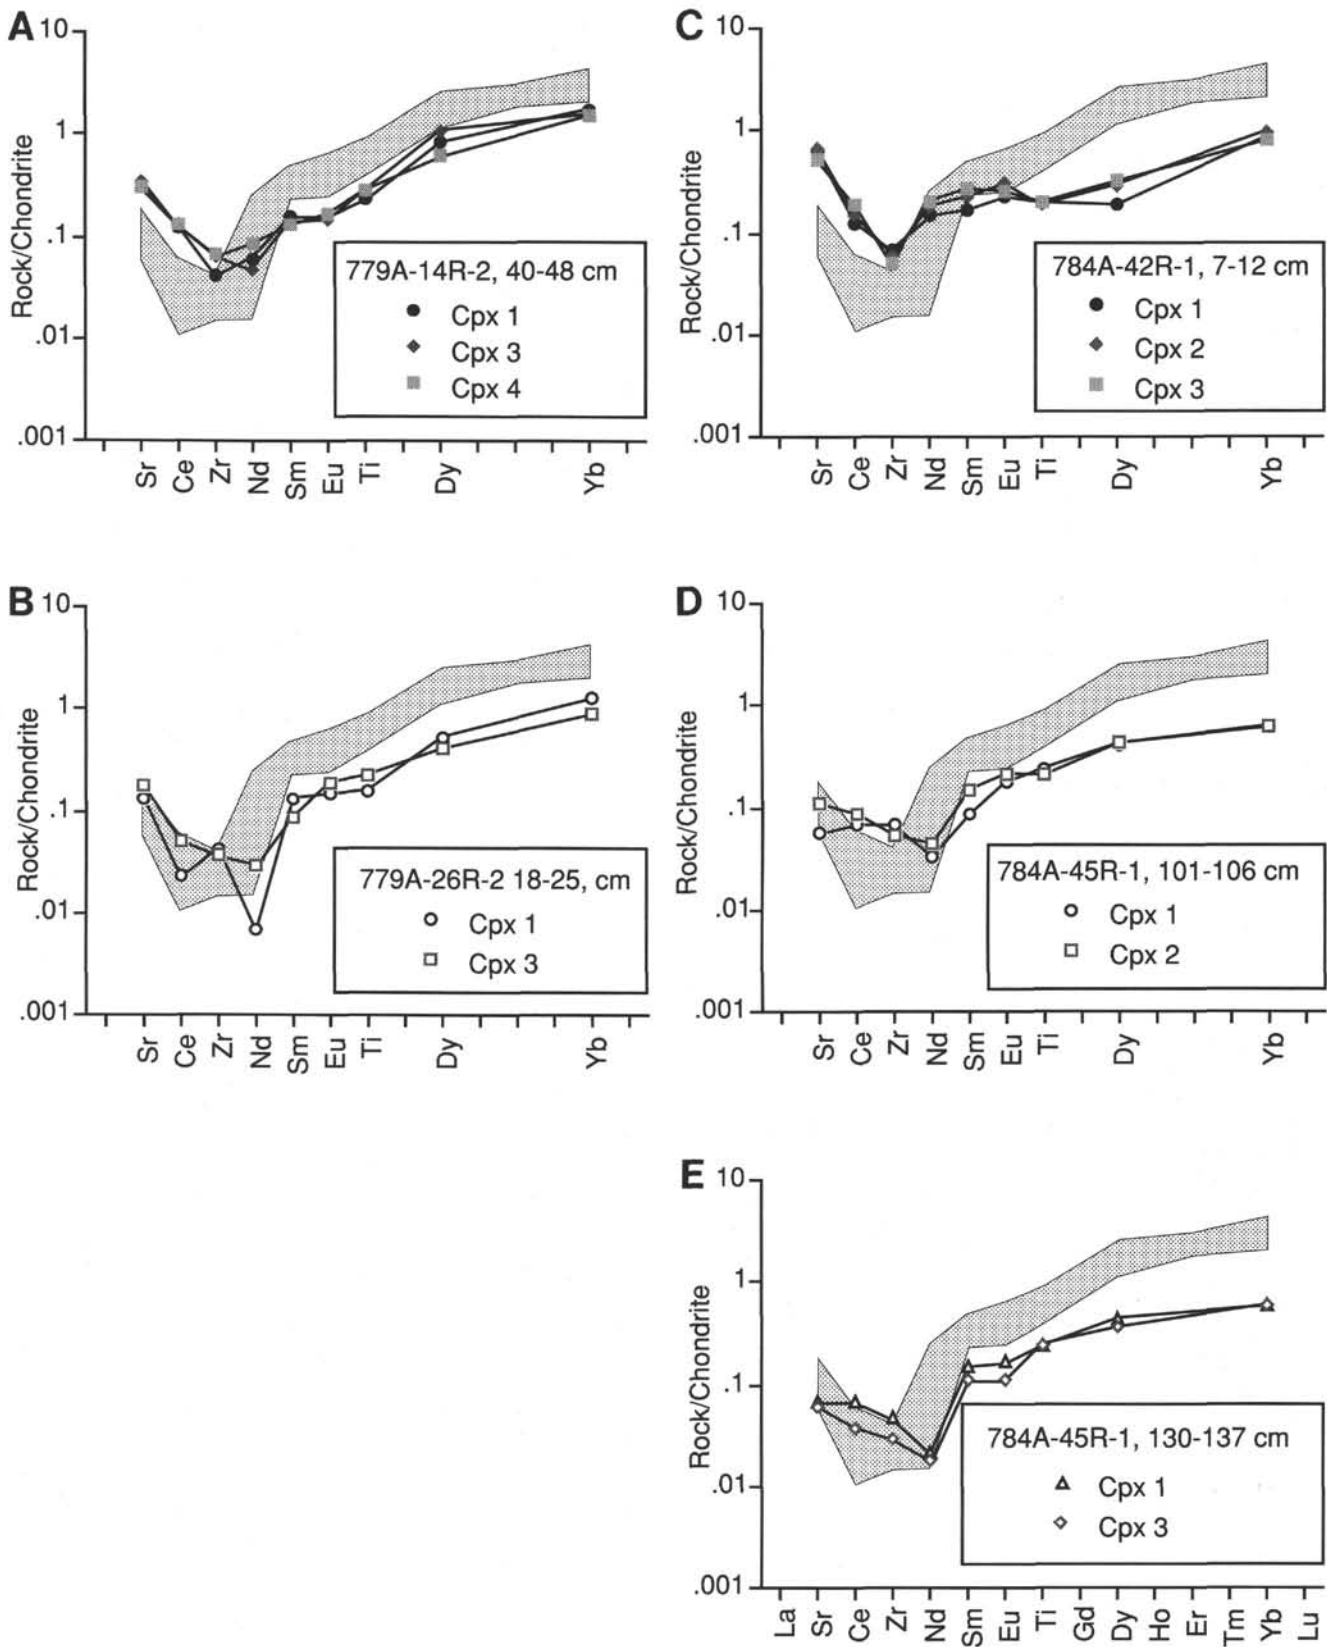 A
10
1
.1
.01
.001
Rock/Chondrite
779A-14R-2, 40-48 cm
Cpx 1
Cpx 3
Cpx 4
Sr Ce Zr Nd Sm Eu Ti Dy Yb
C
10
1
.1
.01
.001
Rock/Chondrite
784A-42R-1, 7-12 cm
Cpx 1
Cpx 2
Cpx 3
Sr Ce Zr Nd Sm Eu Ti Dy Yb
B
10
1
.1
.01
.001
Rock/Chondrite
779A-26R-2 18-25, cm
Cpx 1
Cpx 3
Sr Ce Zr Nd Sm Eu Ti Dy Yb
D
10
1
.1
.01
.001
Rock/Chondrite
784A-45R-1, 101-106 cm
Cpx 1
Cpx 2
Sr Ce Zr Nd Sm Eu Ti Dy Yb
E
10
1
.1
.01
.001
Rock/Chondrite
784A-45R-1, 130-137 cm
Cpx 1
Cpx 3
La Sr Ce Zr Nd Sm Eu Ti Gd Dy Ho Er Tm Yb Lu